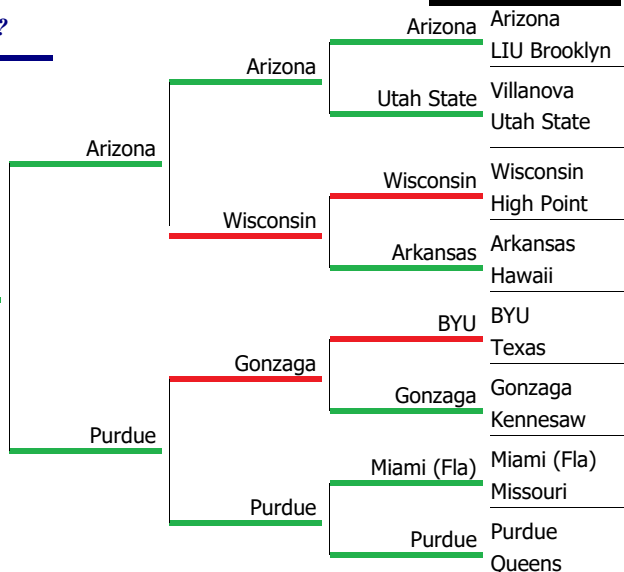 ?
Arizona
Arizona
LIU Brooklyn
Arizona
Utah State
Villanova
Utah State
Arizona
Wisconsin
Wisconsin
High Point
Wisconsin
Arkansas
Arkansas
Hawaii
BYU
BYU
Texas
Gonzaga
Gonzaga
Gonzaga
Kennesaw
Purdue
Miami (Fla)
Miami (Fla)
Missouri
Purdue
Purdue
Purdue
Queens